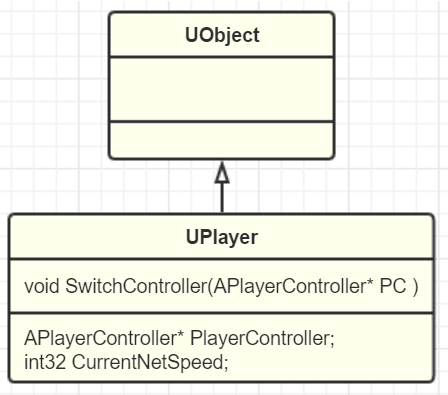 UObject
UPlayer
void SwitchController(APlayerController* PC )
APlayerController* PlayerController;
int32 CurrentNetSpeed;